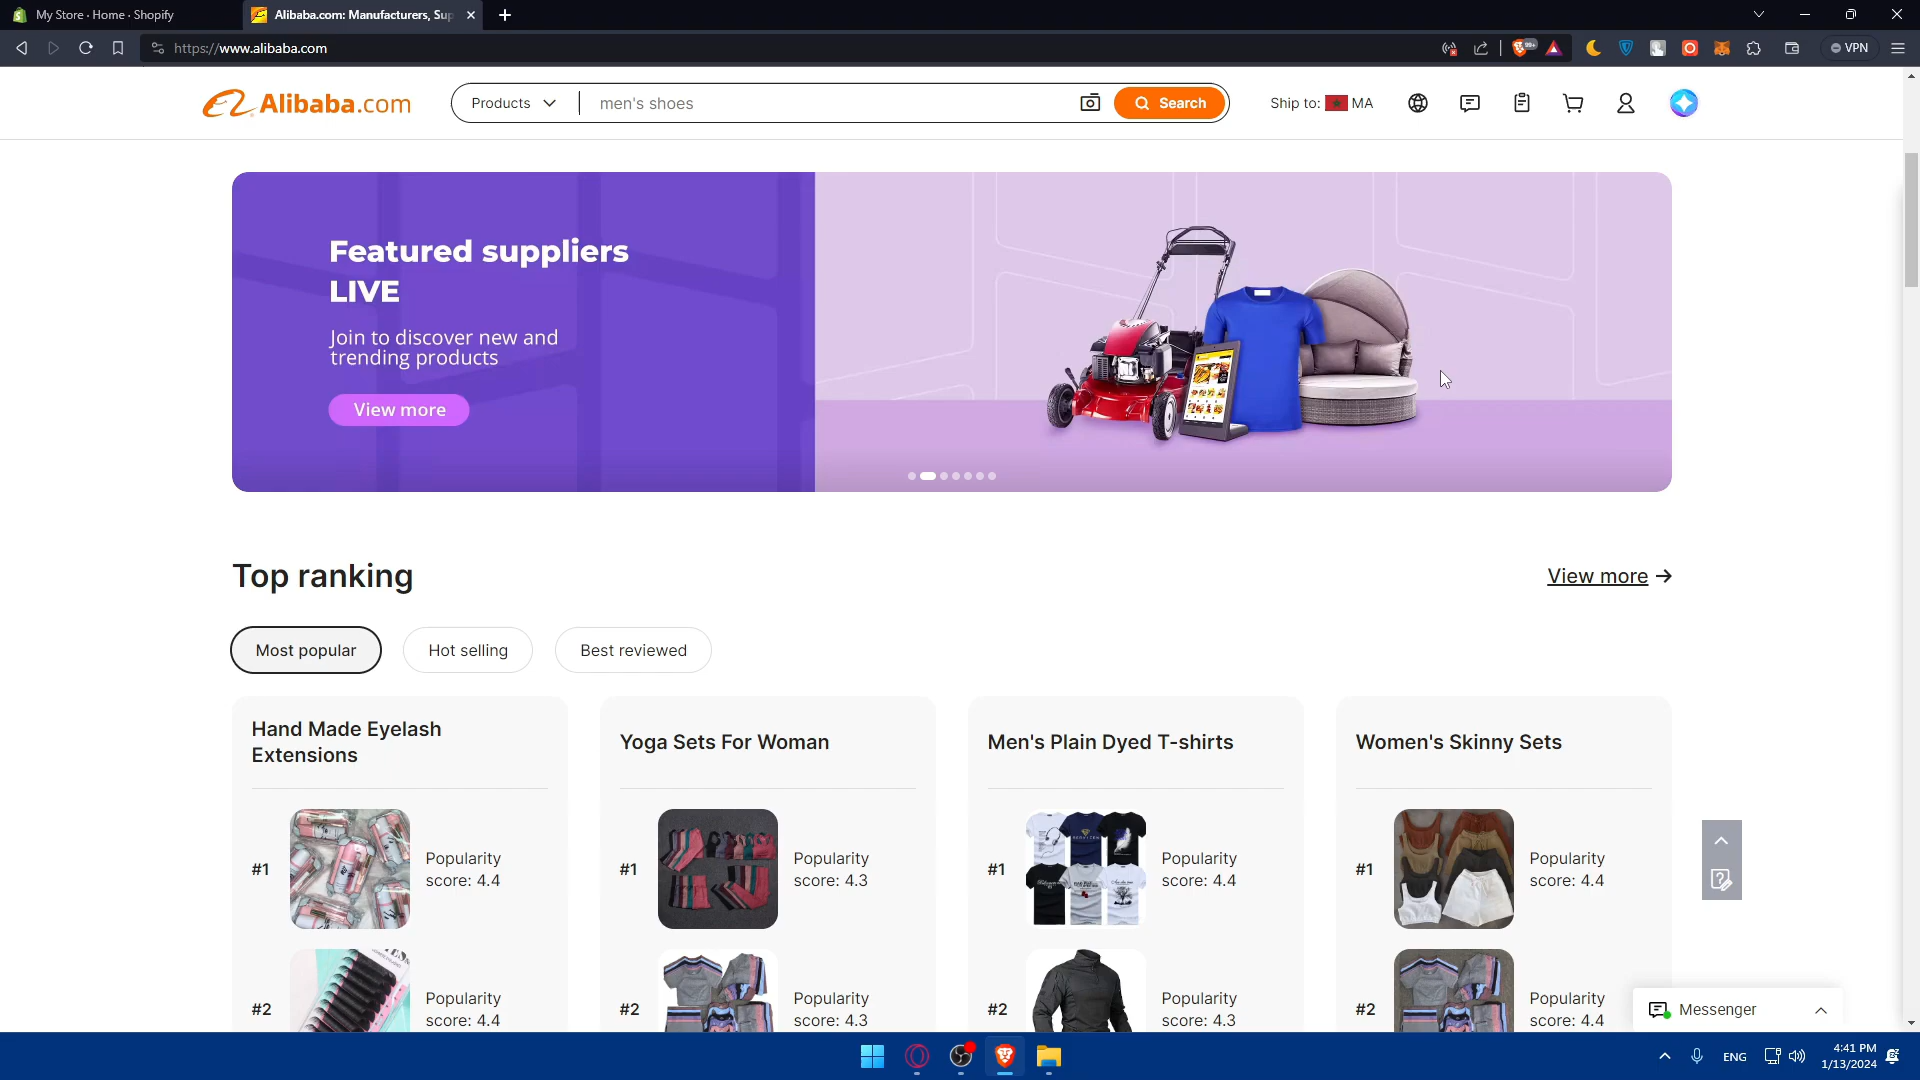 My Store · Home · Shopify
Alibaba.com: Manufacturers, Sup
https://www.alibaba.com
99+
VPN
Alibaba.com
Products
men's shoes
Search
Ship to: MA
Featured suppliers
LIVE
Join to discover new and
trending products
View more
Top ranking
View more
Most popular
Hot selling
Best reviewed
Hand Made Eyelash
Extensions
Yoga Sets For Woman
Men's Plain Dyed T-shirts
Women's Skinny Sets
#1
Popularity
score: 4.4
#1
Popularity
score: 4.3
#1
Popularity
score: 4.4
#1
Popularity
score: 4.4
#2
Popularity
score: 4.4
#2
Popularity
score: 4.3
#2
Popularity
score: 4.3
#2
Popularity
score: 4.4
Messenger
ENG
4:41 PM
1/13/2024